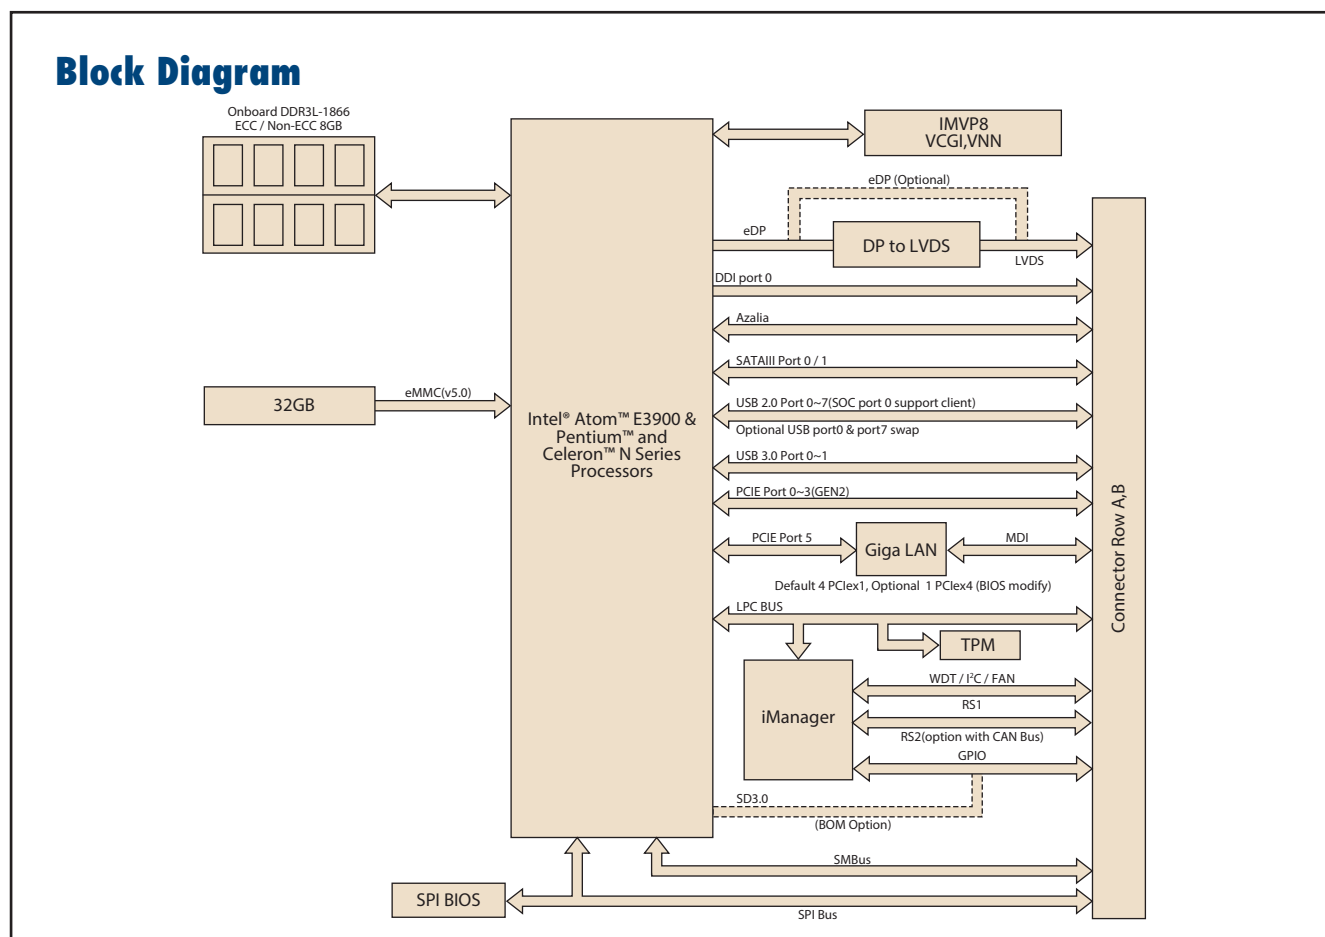 Block Diagram
Onboard DDR3L-1866
ECC / Non-ECC 8GB
IMVP8
VCGI,VNN
eDP (Optional)
eDP
DP to LVDS
LVDS
DDI port 0
Azalia
SATAIII Port 0 / 1
32GB
eMMC(v5.0)
Intel® Atom™ E3900 &
Pentium™ and
Celeron™ N Series
Processors
USB 2.0 Port 0~7(SOC port 0 support client)
Optional USB port0 & port7 swap
USB 3.0 Port 0~1
PCIE Port 0~3(GEN2)
PCIE Port 5
Giga LAN
MDI
Default 4 PCIex1, Optional 1 PCIex4 (BIOS modify)
LPC BUS
TPM
iManager
WDT / I²C / FAN
RS1
RS2(option with CAN Bus)
GPIO
SD3.0
(BOM Option)
SMBus
SPI BIOS
SPI Bus
Connector Row A,B